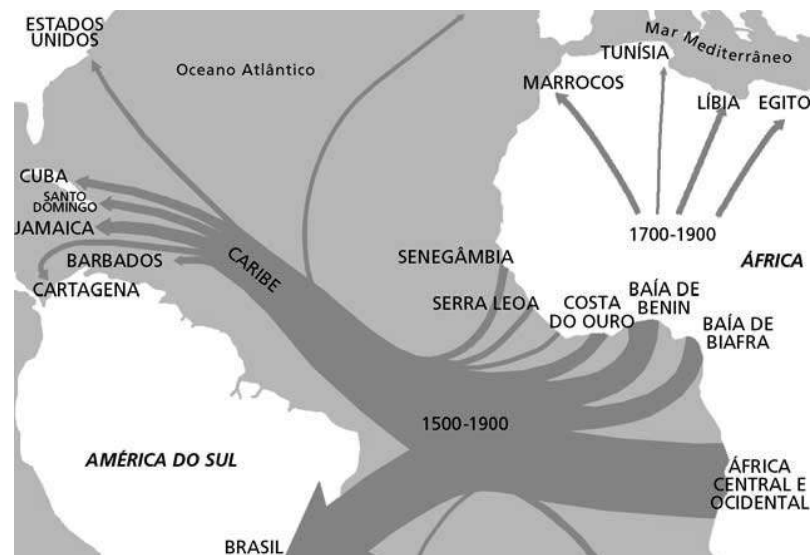 ESTADOS
UNIDOS
Oceano Atlântico
Mar Mediterrâneo
TUNÍSIA
MARROCOS
LÍBIA
EGITO
CUBA
SANTO
DOMINGO
JAMAICA
BARBADOS
CARTAGENA
CARIBE
1700-1900
ÁFRICA
SENEGÂMBIA
SERRA LEOA
COSTA
DO OURO
BAÍA DE
BENIN
BAÍA DE
BIAFRA
1500-1900
AMÉRICA DO SUL
ÁFRICA
CENTRAL E
OCIDENTAL
BRASIL